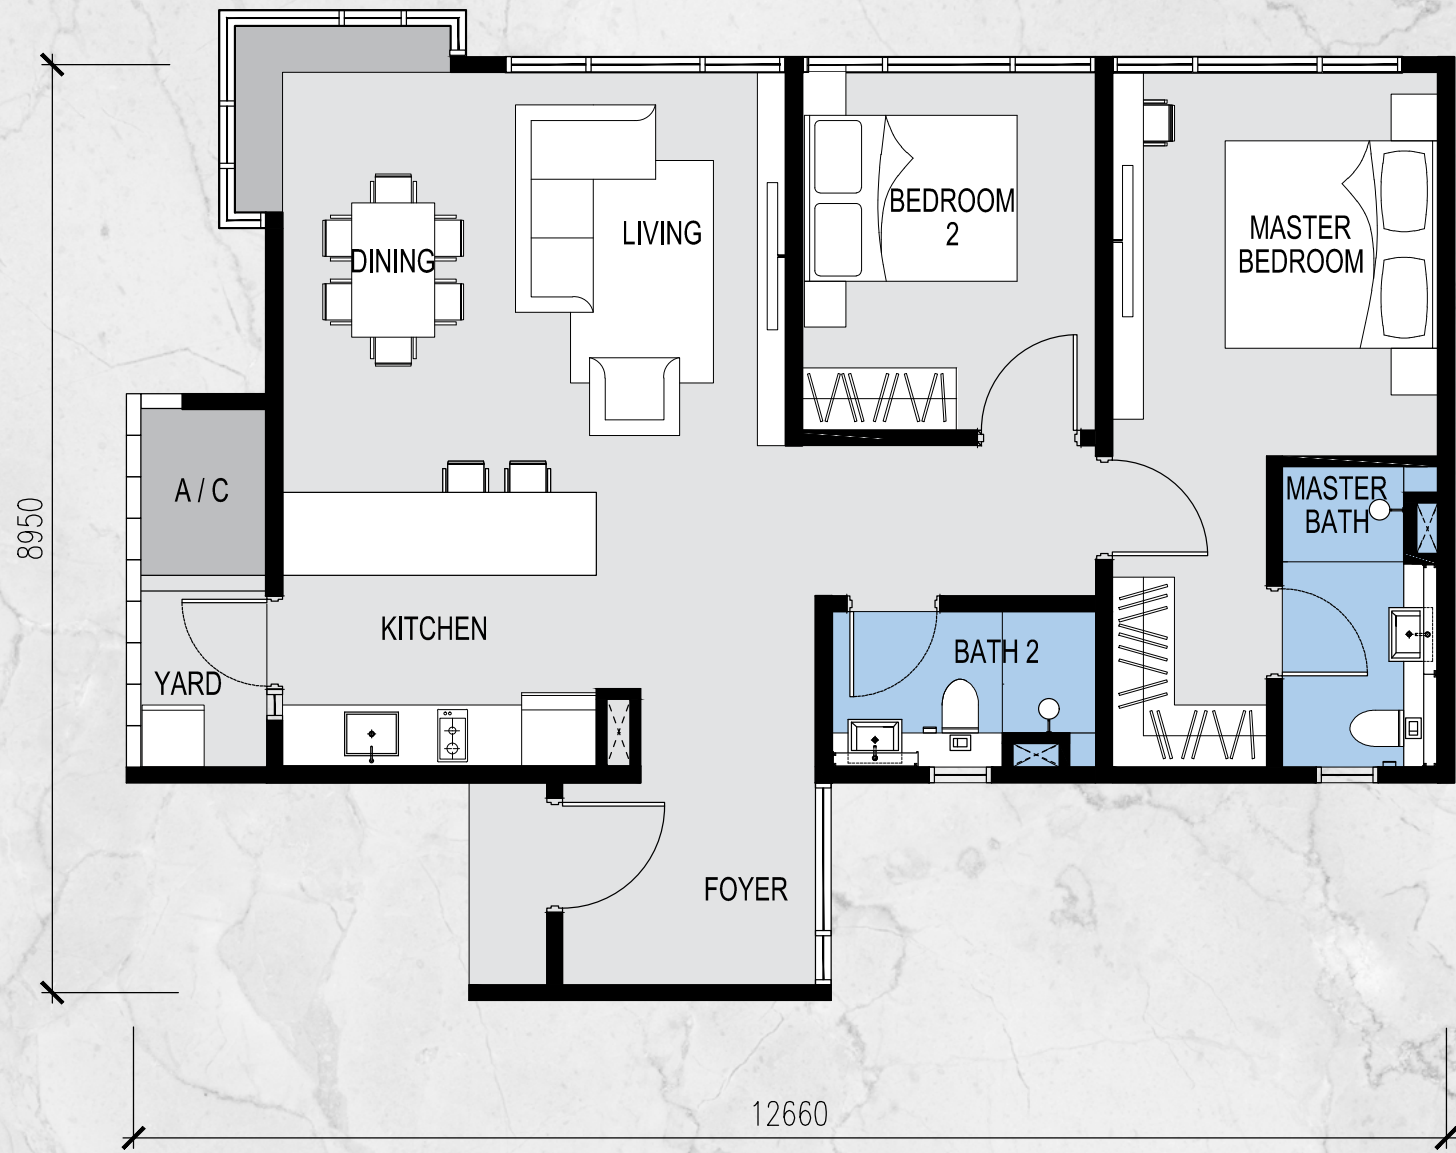 BEDROOM
2
LIVING
MASTER
BEDROOM
DINING
A / C
MASTER
BATH
8950
KITCHEN
BATH 2
YARD
FOYER
12660